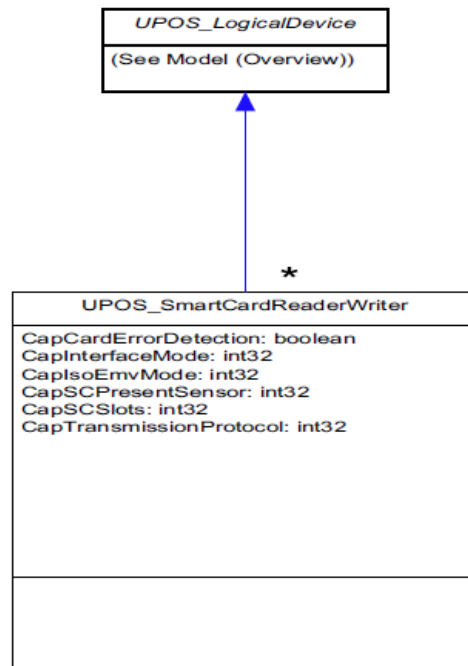 UPOS_LogicalDevice
(See Model (Overview))
*
UPOS_SmartCardReaderWriter
CapCardErrorDetection: boolean
CapInterfaceMode: int32
CapIsoEmvMode: int32
CapSCPresentSensor: int32
CapSCSlots: int32
CapTransmissionProtocol: int32